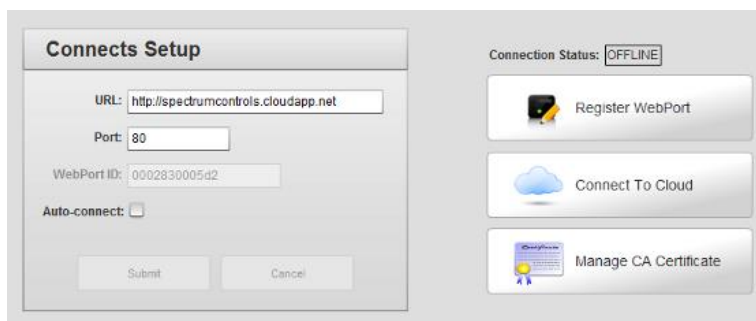 Connects Setup
URL: http://spectrumcontrols.cloudapp.net
Port: 80
WebPort ID: 0002830005d2
Auto-connect:
Submit Cancel
Connection Status: OFFLINE
Register WebPort
Connect To Cloud
Manage CA Certificate